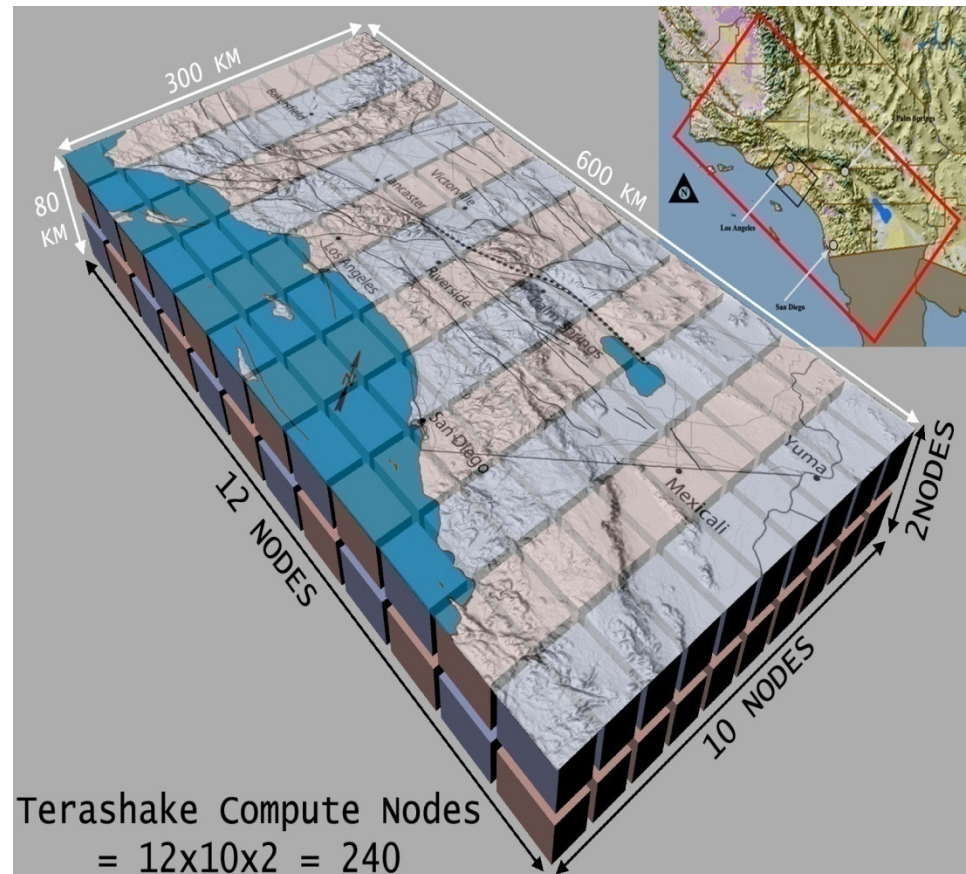 300 KM
80
KM
600 KM
Bakersfield
Lancaster
Victorville
Los Angeles
Riverside
Palm Springs
San Diego
Mexicali
Yuma
12 NODES
10 NODES
2NODES
Palm Springs
Los Angeles
San Diego
N
Terashake Compute Nodes
= 12x10x2 = 240